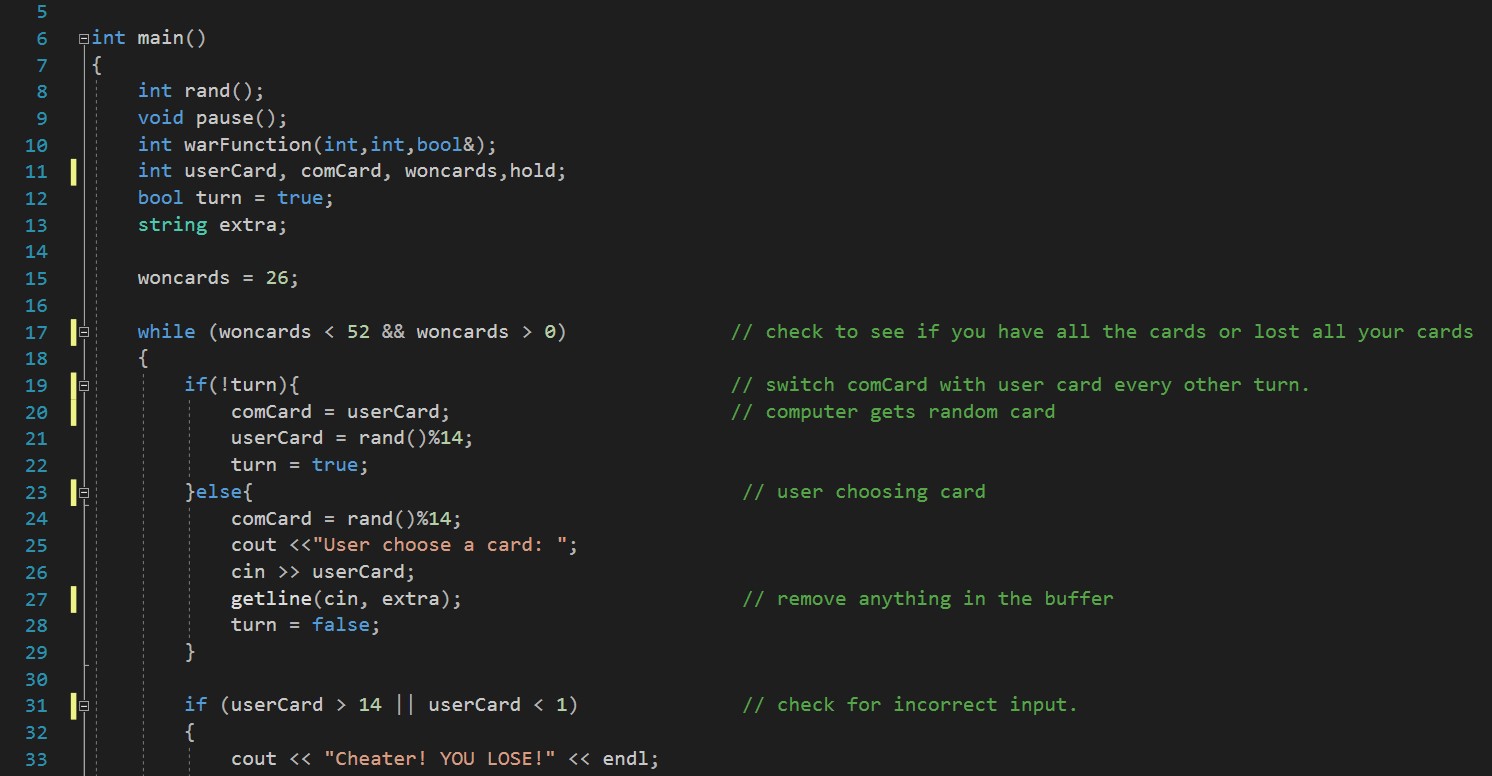 5
6 int main()
7 {
8 int rand();
9 void pause();
10 int warFunction(int,int,bool&);
11 int userCard, comCard, woncards,hold;
12 bool turn = true;
13 string extra;
14
15 woncards = 26;
16
17 while (woncards < 52 && woncards > 0) // check to see if you have all the cards or lost all your cards
18 {
19 if(!turn){ // switch comCard with user card every other turn.
20 comCard = userCard; // computer gets random card
21 userCard = rand()%14;
22 turn = true;
23 }else{ // user choosing card
24 comCard = rand()%14;
25 cout <<"User choose a card: ";
26 cin >> userCard;
27 getline(cin, extra); // remove anything in the buffer
28 turn = false;
29 }
30
31 if (userCard > 14 || userCard < 1) // check for incorrect input.
32 {
33 cout << "Cheater! YOU LOSE!" << endl;